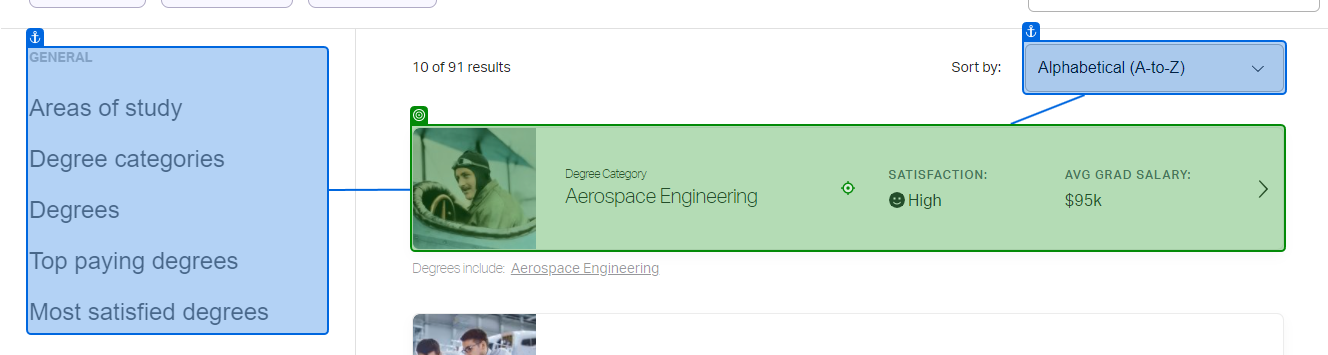 GENERAL
Areas of study
Degree categories
Degrees
Top paying degrees
Most satisfied degrees
10 of 91 results
Sort by:
Alphabetical (A-to-Z)
Degree Category
Aerospace Engineering
SATISFACTION:
High
AVG GRAD SALARY:
$95k
Degrees include: Aerospace Engineering